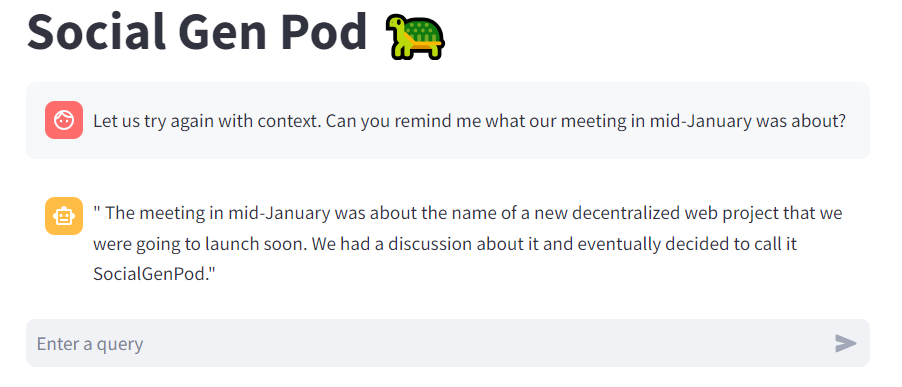 Social Gen Pod
Let us try again with context. Can you remind me what our meeting in mid-January was about?
" The meeting in mid-January was about the name of a new decentralized web project that we
were going to launch soon. We had a discussion about it and eventually decided to call it
SocialGenPod."
Enter a query